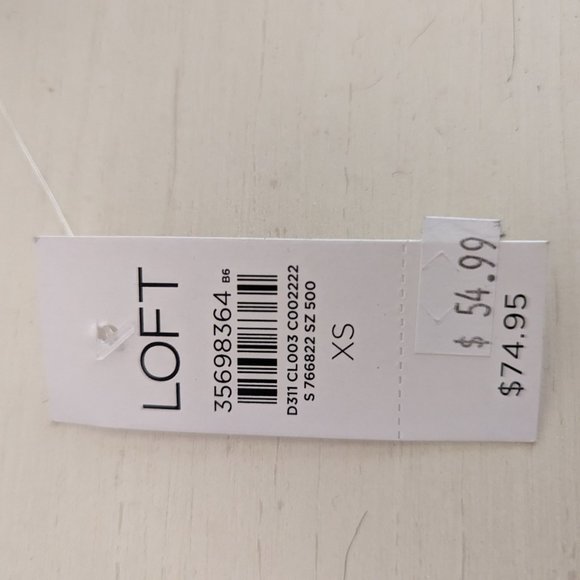 LOFT
35698364 B6
D311 CL003 C002222
S 766822 SZ 500
XS
$ 54.99
$74.95